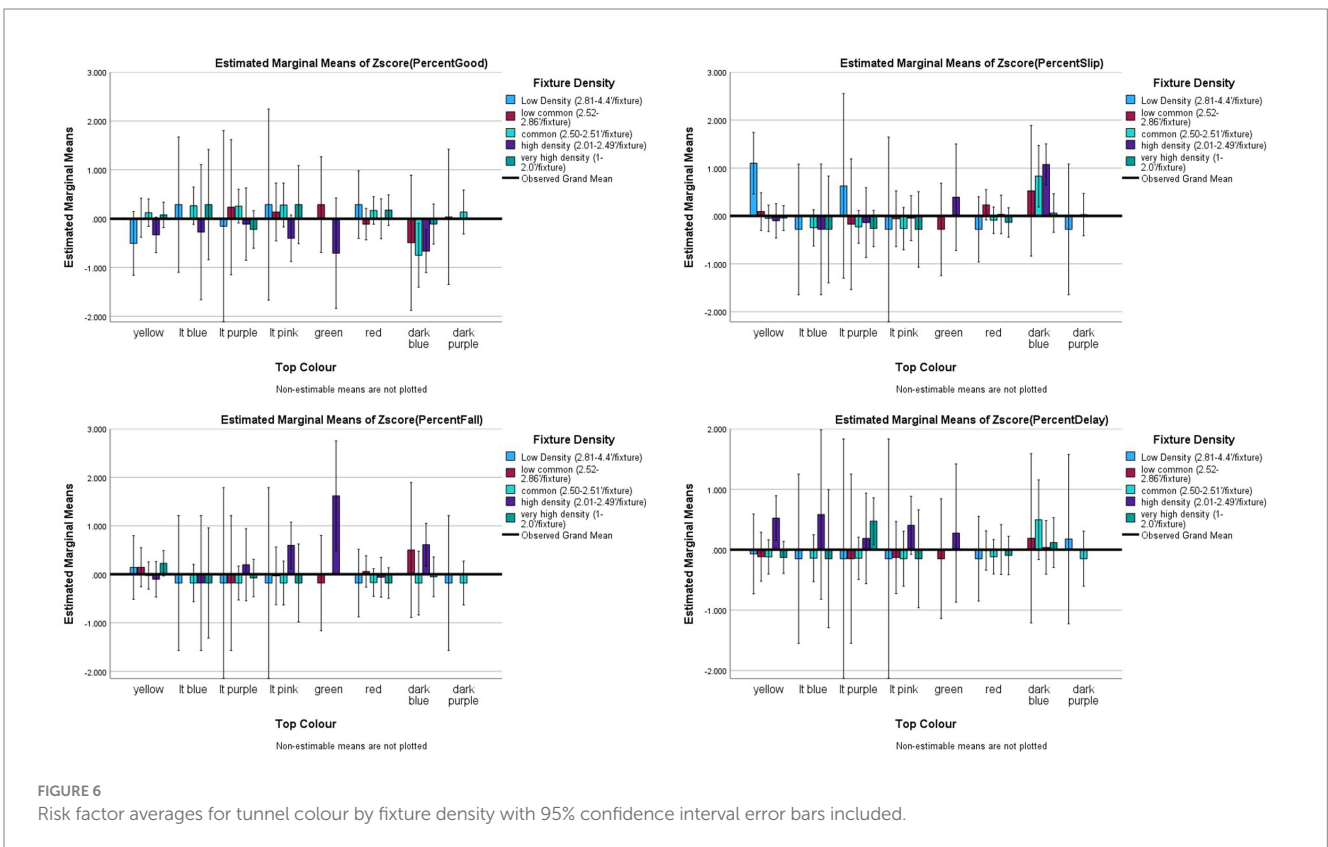 Estimated Marginal Means of Zscore(PercentGood)
3.000
2.000
1.000
.000
-1.000
-2.000
Estimated Marginal Means
yellow
lt blue
lt purple
lt pink
green
red
dark
blue
dark
purple
Top Colour
Non-estimable means are not plotted
Fixture Density
Low Density (2.81-4.4'/fixture)
low common (2.52-
2.86'/fixture)
common (2.50-2.51'/fixture)
high density (2.01-2.49'/fixture)
very high density (1-
2.0'/fixture)
Observed Grand Mean
Estimated Marginal Means of Zscore(PercentSlip)
3.000
2.000
1.000
.000
-1.000
-2.000
Estimated Marginal Means
yellow
lt blue
lt purple
lt pink
green
red
dark
blue
dark
purple
Top Colour
Non-estimable means are not plotted
Fixture Density
Low Density (2.81-4.4'/fixture)
low common (2.52-
2.86'/fixture)
common (2.50-2.51'/fixture)
high density (2.01-2.49'/fixture)
very high density (1-
2.0'/fixture)
Observed Grand Mean
Estimated Marginal Means of Zscore(PercentFall)
3.000
2.000
1.000
.000
-1.000
-2.000
Estimated Marginal Means
yellow
lt blue
lt purple
lt pink
green
red
dark
blue
dark
purple
Top Colour
Non-estimable means are not plotted
Fixture Density
Low Density (2.81-4.4'/fixture)
low common (2.52-
2.86'/fixture)
common (2.50-2.51'/fixture)
high density (2.01-2.49'/fixture)
very high density (1-
2.0'/fixture)
Observed Grand Mean
Estimated Marginal Means of Zscore(PercentDelay)
2.000
1.000
.000
-1.000
-2.000
Estimated Marginal Means
yellow
lt blue
lt purple
lt pink
green
red
dark
blue
dark
purple
Top Colour
Non-estimable means are not plotted
Fixture Density
Low Density (2.81-4.4'/fixture)
low common (2.52-
2.86'/fixture)
common (2.50-2.51'/fixture)
high density (2.01-2.49'/fixture)
very high density (1-
2.0'/fixture)
Observed Grand Mean
FIGURE 6
Risk factor averages for tunnel colour by fixture density with 95% confidence interval error bars included.